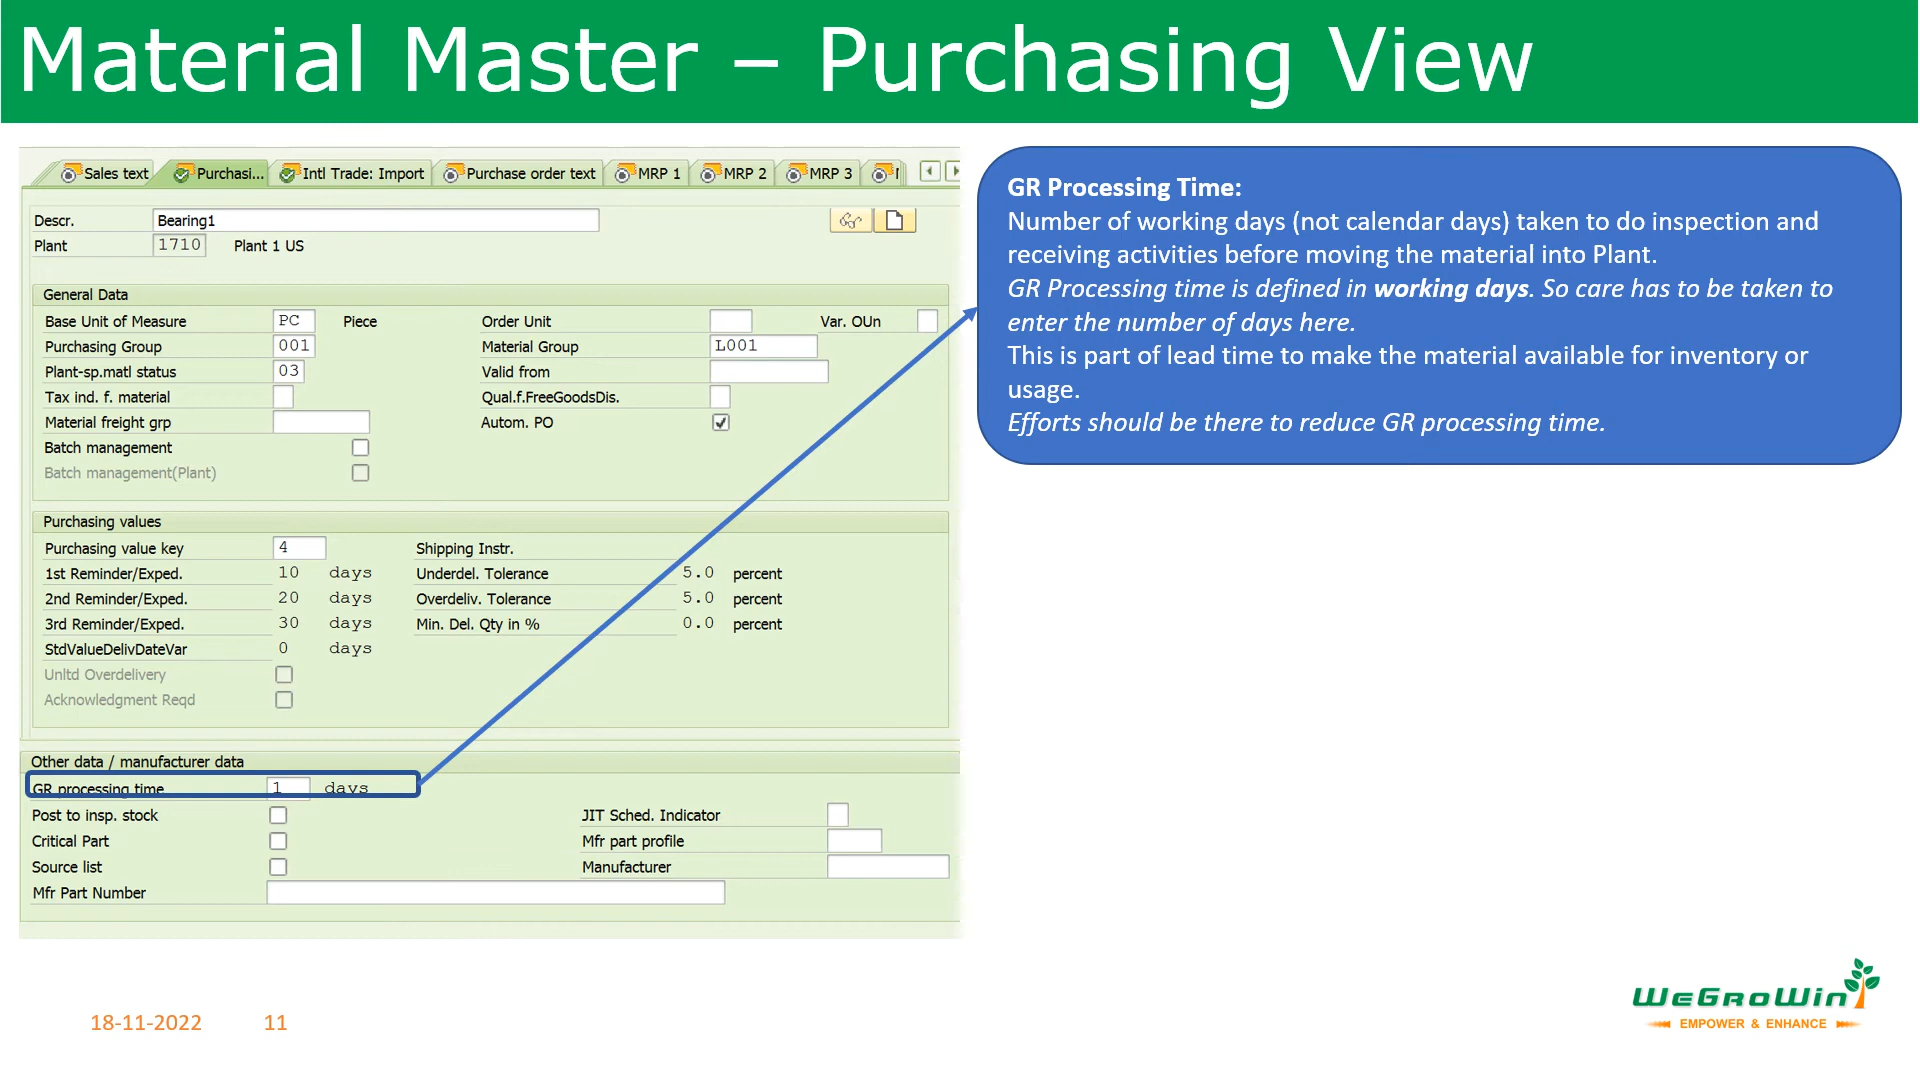 Material Master – Purchasing View
Sales text
Purchasi...
Intl Trade: Import
Purchase order text
MRP 1
MRP 2
MRP 3
Descr. Bearing1
Plant 1710 Plant 1 US
General Data
Base Unit of Measure PC Piece Order Unit Var. OUn
Purchasing Group 001 Material Group L001
Plant-sp.matl status 03 Valid from
Tax ind. f. material Qual.f.FreeGoodsDis.
Material freight grp Autom. PO
Batch management
Batch management(Plant)
Purchasing values
Purchasing value key 4 Shipping Instr.
1st Reminder/Exped. 10 days Underdel. Tolerance 5.0 percent
2nd Reminder/Exped. 20 days Overdeliv. Tolerance 5.0 percent
3rd Reminder/Exped. 30 days Min. Del. Qty in % 0.0 percent
StdValueDelivDateVar 0 days
Unltd Overdelivery
Acknowledgment Reqd
Other data / manufacturer data
GR processing time 1 days
Post to insp. stock JIT Sched. Indicator
Critical Part Mfr part profile
Source list Manufacturer
Mfr Part Number
GR Processing Time:
Number of working days (not calendar days) taken to do inspection and
receiving activities before moving the material into Plant.
GR Processing time is defined in working days. So care has to be taken to
enter the number of days here.
This is part of lead time to make the material available for inventory or
usage.
Efforts should be there to reduce GR processing time.
WeGroWin
EMPOWER & ENHANCE
18-11-2022 11